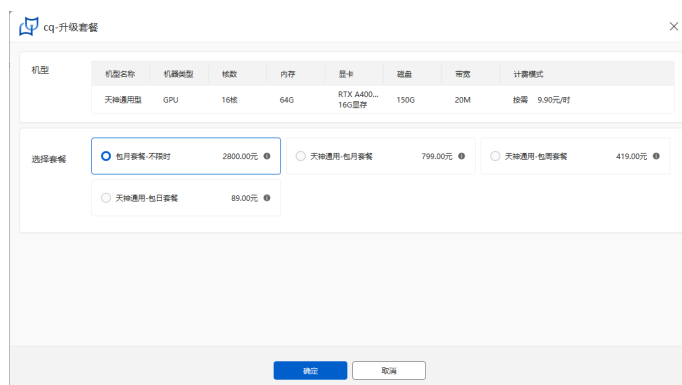 cq-升级套餐
机型
机型名称 机器类型 核数 内存 显卡 磁盘 带宽 计费模式
天神通用型 GPU 16核 64G RTX A400... 16G显存 150G 20M 按需 9.90元/时
选择套餐
包月套餐-不限时 2800.00元 天神通用-包月套餐 799.00元 天神通用-包周套餐 419.00元
天神通用-包日套餐 89.00元
确定 取消